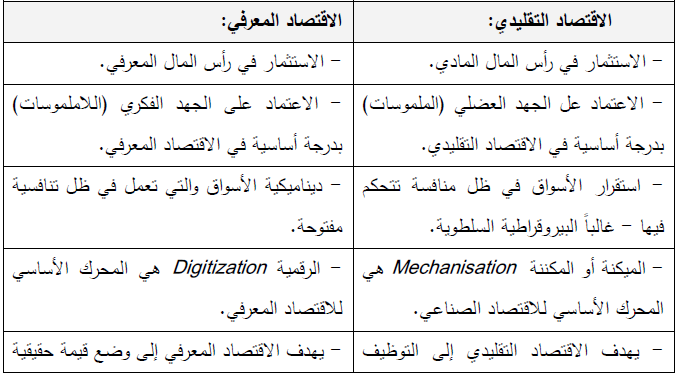 الاقتصاد التقليدي:
الاقتصاد المعرفي:
- الاستثمار في رأس المال المادي.
- الاستثمار في رأس المال المعرفي.
- الاعتماد عل الجهد العضلي (الملموسات)
بدرجة أساسية في الاقتصاد التقليدي.
- الاعتماد على الجهد الفكري (اللاملموسات)
بدرجة أساسية في الاقتصاد المعرفي.
- استقرار الأسواق في ظل منافسة تتحكم
فيها - غالباً البيروقراطية السلطوية.
- ديناميكية الأسواق والتي تعمل في ظل تنافسية
مفتوحة.
- الميكنة أو المكننة Mechanisation هي
المحرك الأساسي للاقتصاد الصناعي.
- الرقمية Digitization هي المحرك الأساسي
للاقتصاد المعرفي.
- يهدف الاقتصاد التقليدي إلى التوظيف
- يهدف الاقتصاد المعرفي إلى وضع قيمة حقيقية